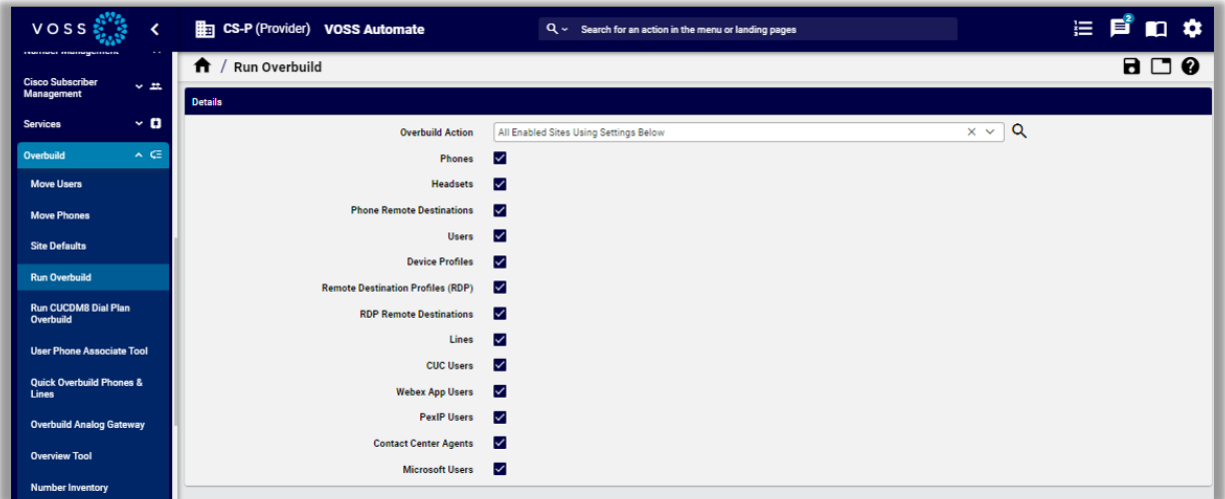 VOSS
CS-P (Provider) VOSS Automate
Search for an action in the menu or landing pages
2
Number Management
Cisco Subscriber
Management
Services
Overbuild
Move Users
Move Phones
Site Defaults
Run Overbuild
Run CUCDM8 Dial Plan
Overbuild
User Phone Associate Tool
Quick Overbuild Phones &
Lines
Overbuild Analog Gateway
Overview Tool
Number Inventory
/ Run Overbuild
Details
Overbuild Action All Enabled Sites Using Settings Below
Phones
Headsets
Phone Remote Destinations
Users
Device Profiles
Remote Destination Profiles (RDP)
RDP Remote Destinations
Lines
CUC Users
Webex App Users
PexIP Users
Contact Center Agents
Microsoft Users